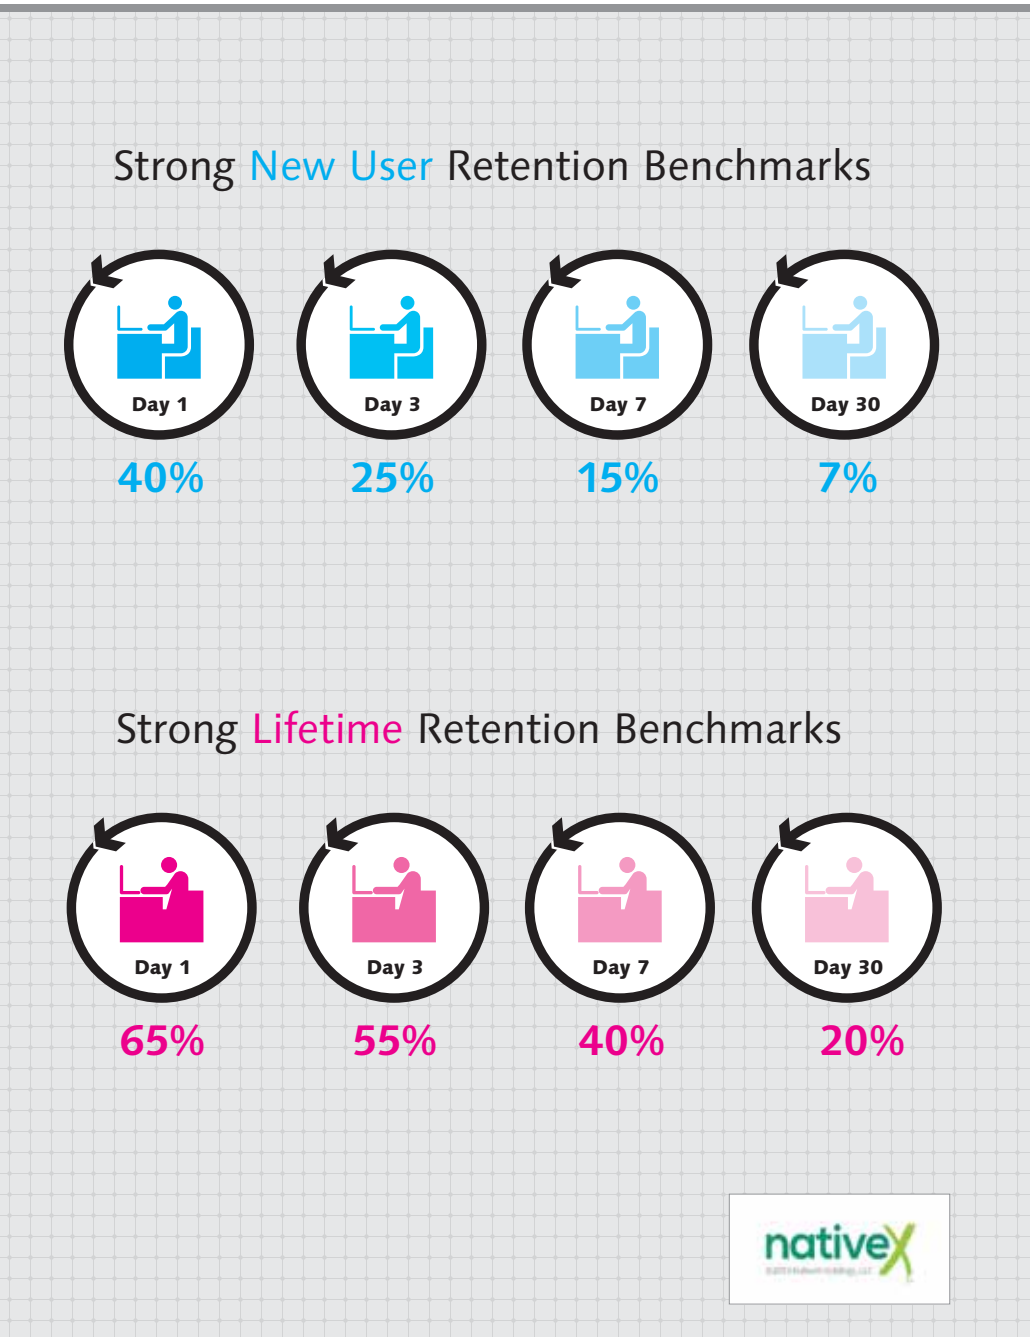 Strong New User Retention Benchmarks
Day 1
Day 3
Day 7
Day 30
40%
25%
15%
7%
Strong Lifetime Retention Benchmarks
Day 1
Day 3
Day 7
Day 30
65%
55%
40%
20%
nativeX